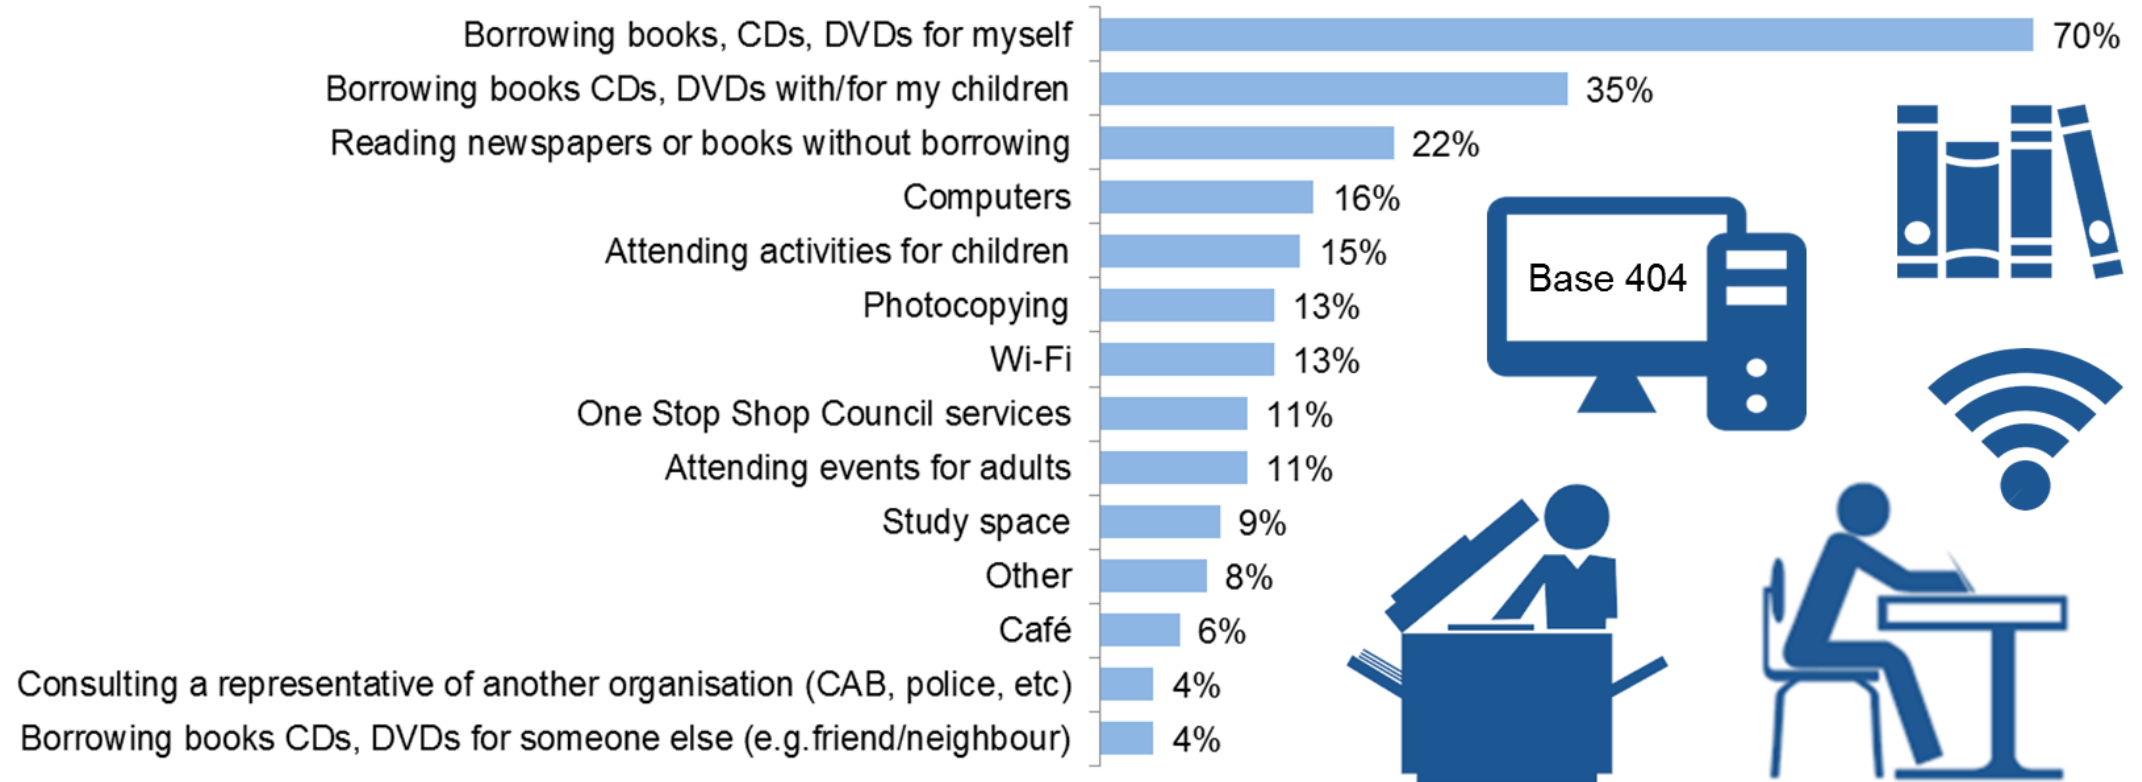 Borrowing books, CDs, DVDs for myself 70%
Borrowing books CDs, DVDs with/for my children 35%
Reading newspapers or books without borrowing 22%
Computers 16%
Attending activities for children 15%
Base 404
Photocopying 13%
Wi-Fi 13%
One Stop Shop Council services 11%
Attending events for adults 11%
Study space 9%
Other 8%
Café 6%
Consulting a representative of another organisation (CAB, police, etc) 4%
Borrowing books CDs, DVDs for someone else (e.g.friend/neighbour) 4%